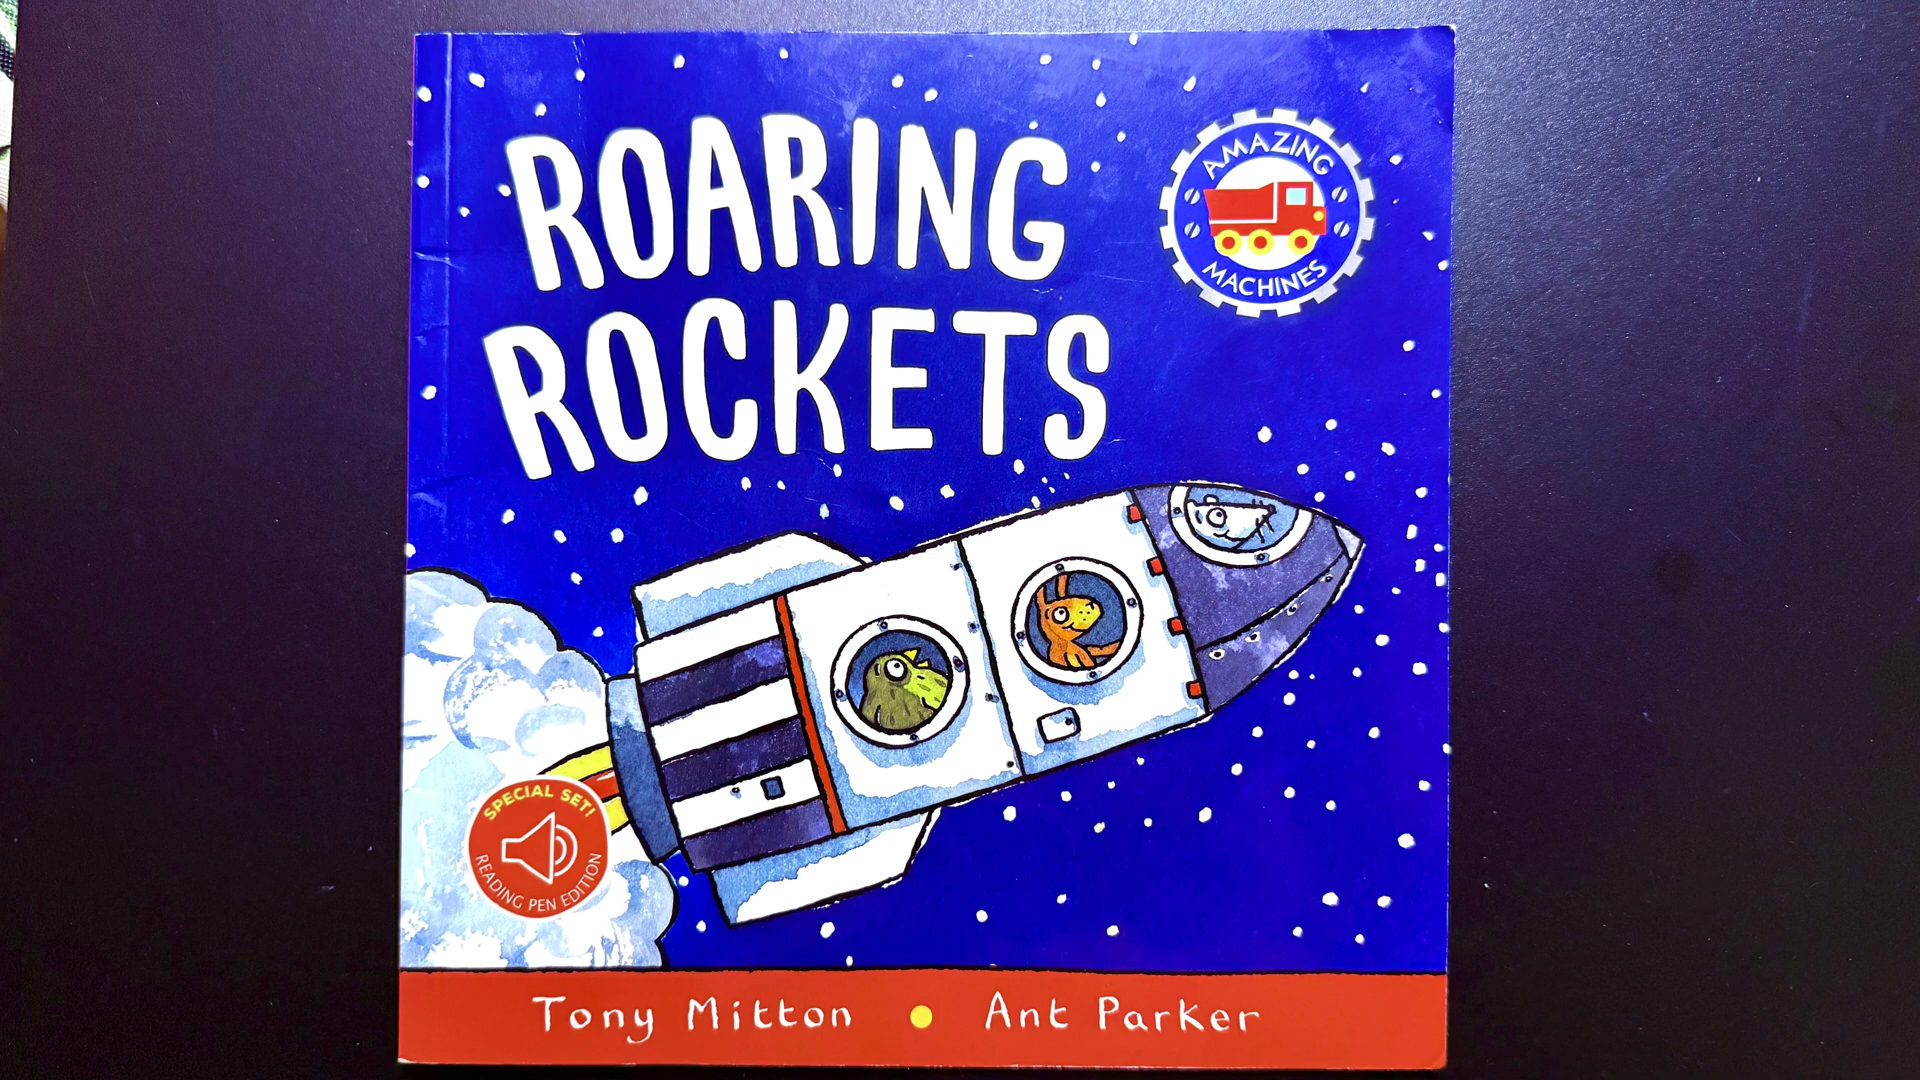 ROARING
ROCKETS
AMAZING
MACHINES
SPECIAL SET!
READING PEN EDITION
Tony Mitton • Ant Parker